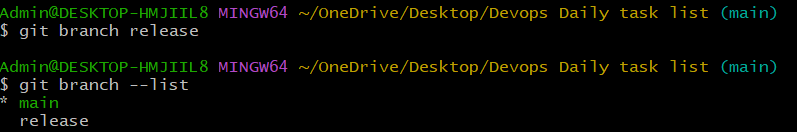 Admin@DESKTOP-HMJIIL8 MINGW64 ~/OneDrive/Desktop/Devops Daily task list (main)
$ git branch release
Admin@DESKTOP-HMJIIL8 MINGW64 ~/OneDrive/Desktop/Devops Daily task list (main)
$ git branch --list
* main
  release